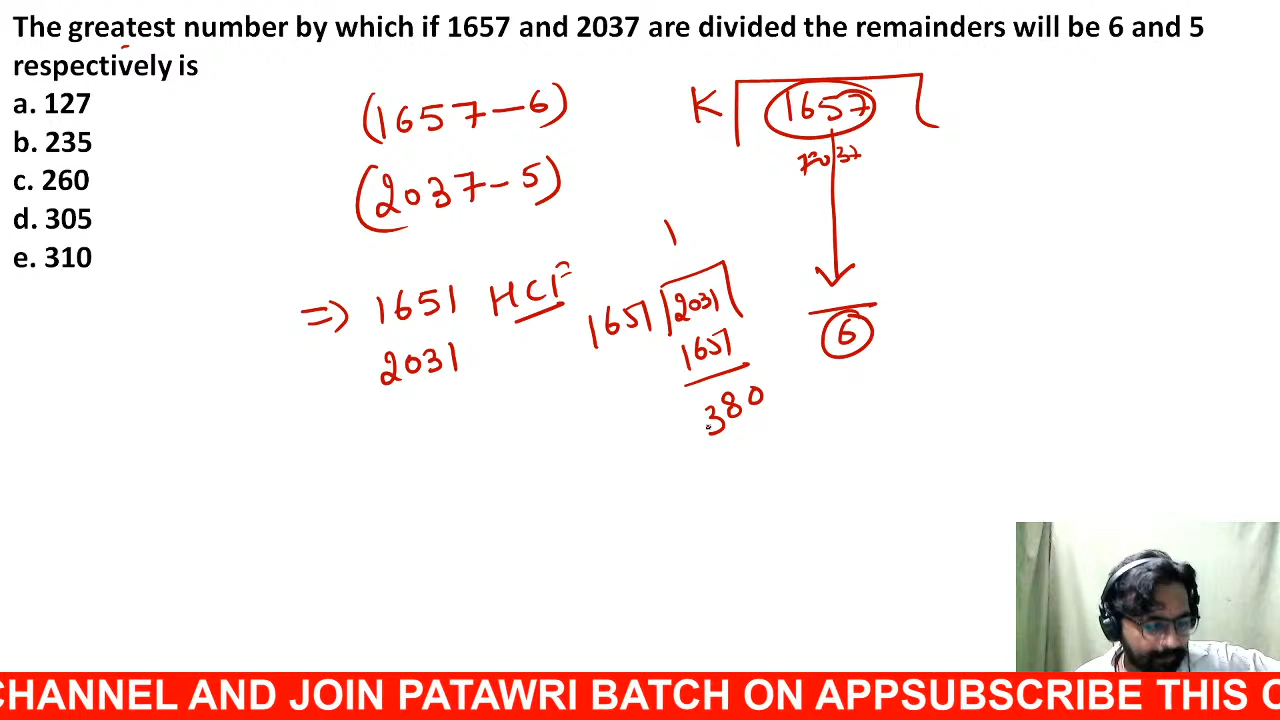 The greatest number by which if 1657 and 2037 are divided the remainders will be 6 and 5
respectively is
a. 127
b. 235
c. 260
d. 305
e. 310
(1657-6)
(2037-5)
K 1657
2037
6
=> 1651 HCF
2031
1
1651 2031
1651
380
CHANNEL AND JOIN PATAWRI BATCH ON APPSUBSCRIBE THIS C